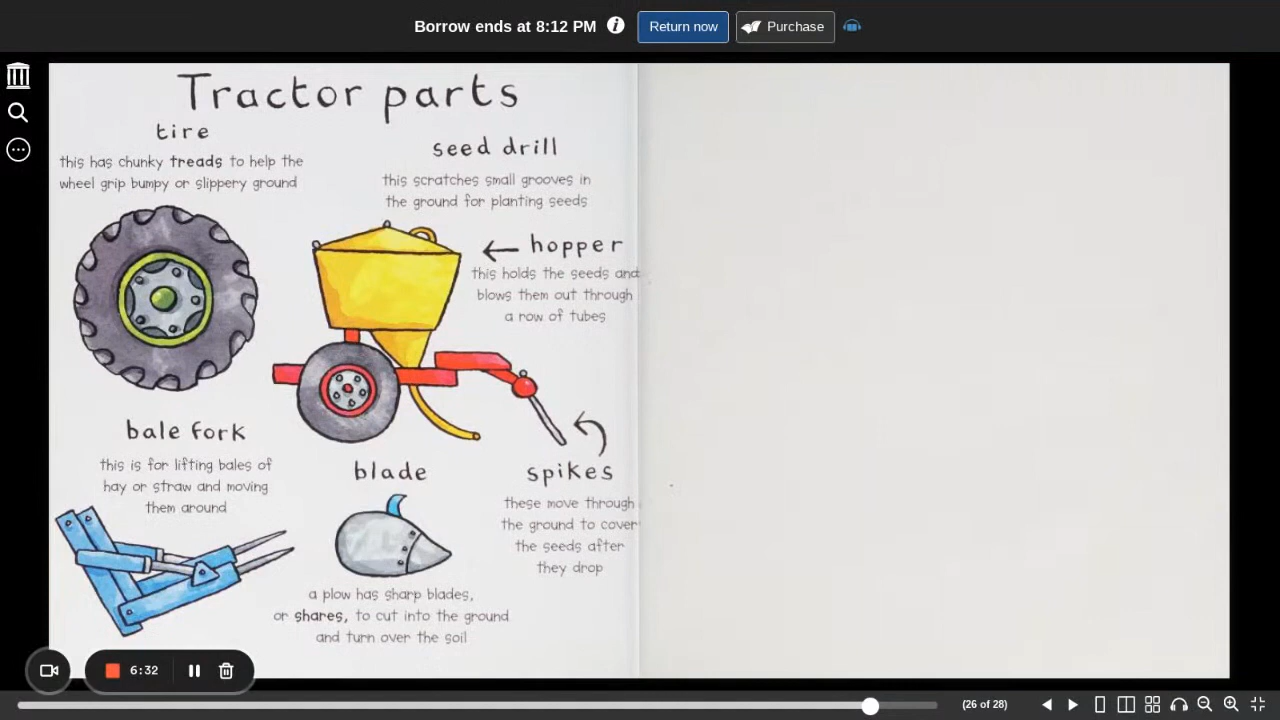 Borrow ends at 8:12 PM
Return now
Purchase
Tractor parts
tire
this has chunky treads to help the
wheel grip bumpy or slippery ground
seed drill
this scratches small grooves in
the ground for planting seeds
hopper
this holds the seeds and
blows them out through
a row of tubes
bale fork
this is for lifting bales of
hay or straw and moving
them around
blade
a plow has sharp blades,
or shares, to cut into the ground
and turn over the soil
spikes
these move through
the ground to cover
the seeds after
they drop
6:32
(26 of 28)